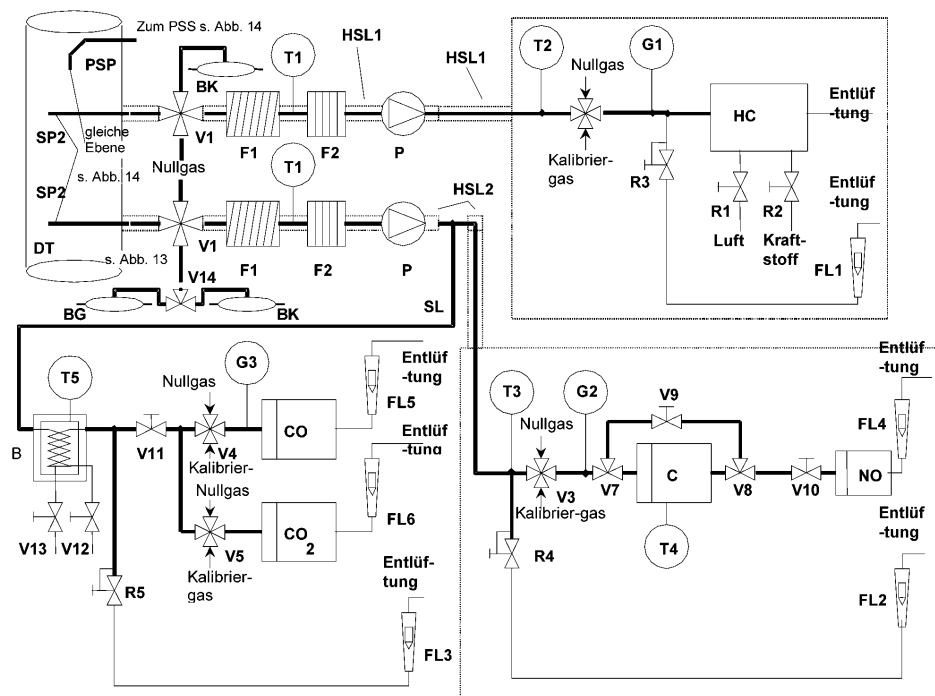 Zum PSS s. Abb. 14
PSP
HSL1
T1
BK
HSL1
T2
Nullgas
G1
SP2
gleiche
Ebene
V1
F1
F2
P
Kalibrier-
gas
HC
Entlüf
-tung
Nullgas
s. Abb. 14
T1
R3
R1
R2
Entlüf
-tung
SP2
HSL2
Luft
Kraft-
stoff
FL1
DT
s. Abb. 13
V1
F1
F2
P
V14
BG
BK
SL
T5
Nullgas
G3
Entlüf
-tung
FL5
B
V11
V4
CO
Kalibrier-
Nullgas
Entlüf
-tung
V5
CO2
FL6
Kalibrier-
gas
V13
V12
R5
Entlüf-
tung
FL3
T3
Nullgas
G2
V9
Entlüf
-tung
FL4
V3
V7
C
V8
V10
NO
Kalibrier-gas
R4
T4
Entlüf
-tung
FL2